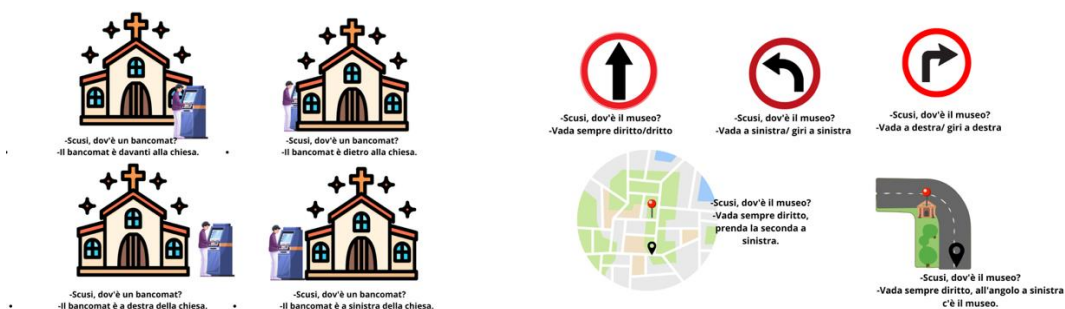 -Scusi, dov'è un bancomat?
-Il bancomat è davanti alla chiesa.
-Scusi, dov'è un bancomat?
-Il bancomat è dietro alla chiesa.
-Scusi, dov'è un bancomat?
-Il bancomat è a destra della chiesa.
-Scusi, dov'è un bancomat?
-Il bancomat è a sinistra della chiesa.
-Scusi, dov'è il museo?
-Vada sempre diritto/dritto
-Scusi, dov'è il museo?
-Vada a sinistra/ giri a sinistra
-Scusi, dov'è il museo?
-Vada a destra/ giri a destra
-Scusi, dov'è il museo?
-Vada sempre diritto,
prenda la seconda a
sinistra.
-Scusi, dov'è il museo?
-Vada sempre diritto, all'angolo a sinistra
c'è il museo.